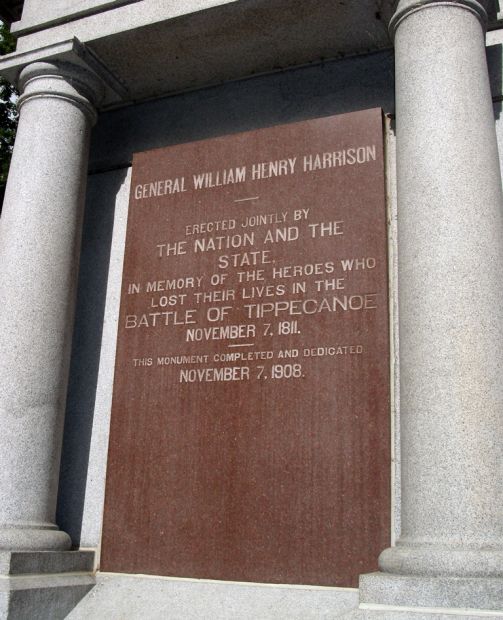 GENERAL WILLIAM HENRY HARRISON
ERECTED JOINTLY BY
THE NATION AND THE
STATE,
IN MEMORY OF THE HEROES WHO
LOST THEIR LIVES IN THE
BATTLE OF TIPPECANOE
NOVEMBER 7, 1811.
THIS MONUMENT COMPLETED AND DEDICATED
NOVEMBER 7, 1908.